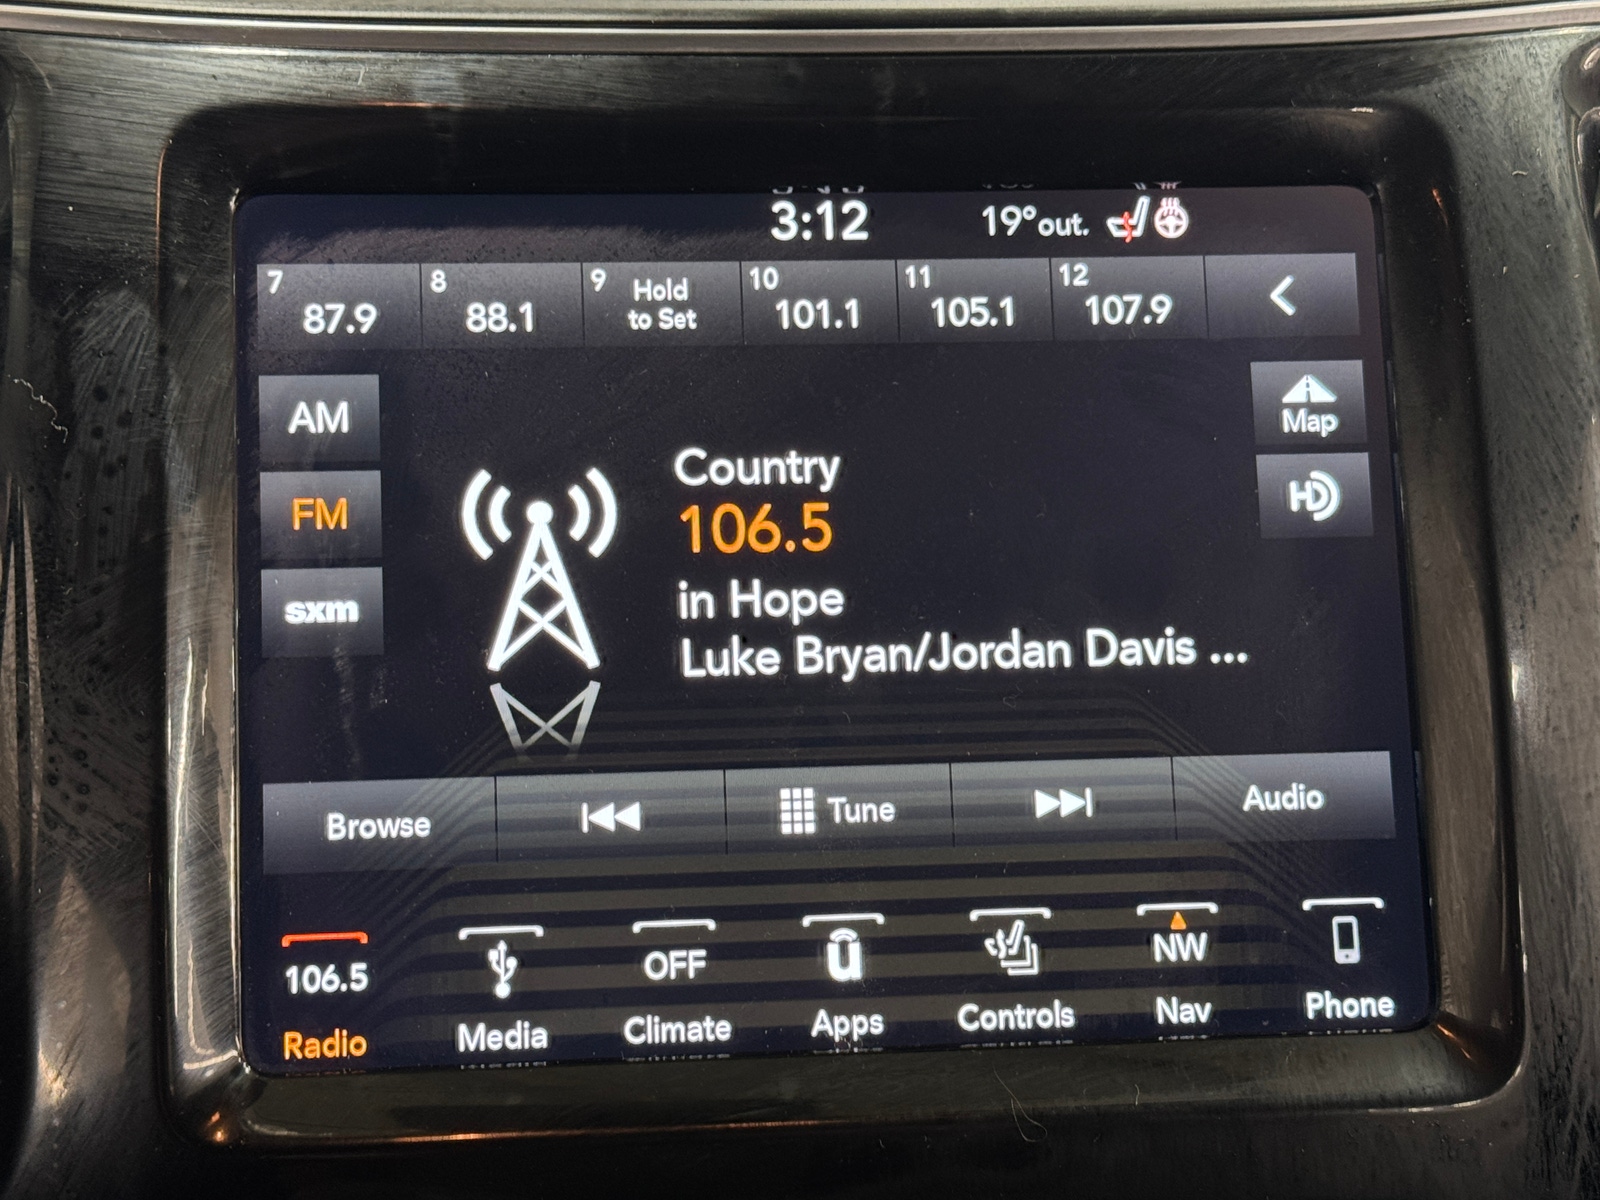 3:12
19° out.
7
87.9
8
88.1
9
Hold
to Set
10
101.1
11
105.1
12
107.9
AM
FM
sxm
Map
HD
Country
106.5
in Hope
Luke Bryan/Jordan Davis ...
Browse
Tune
Audio
106.5
Radio
Media
OFF
Climate
u
Apps
Controls
NW
Nav
Phone